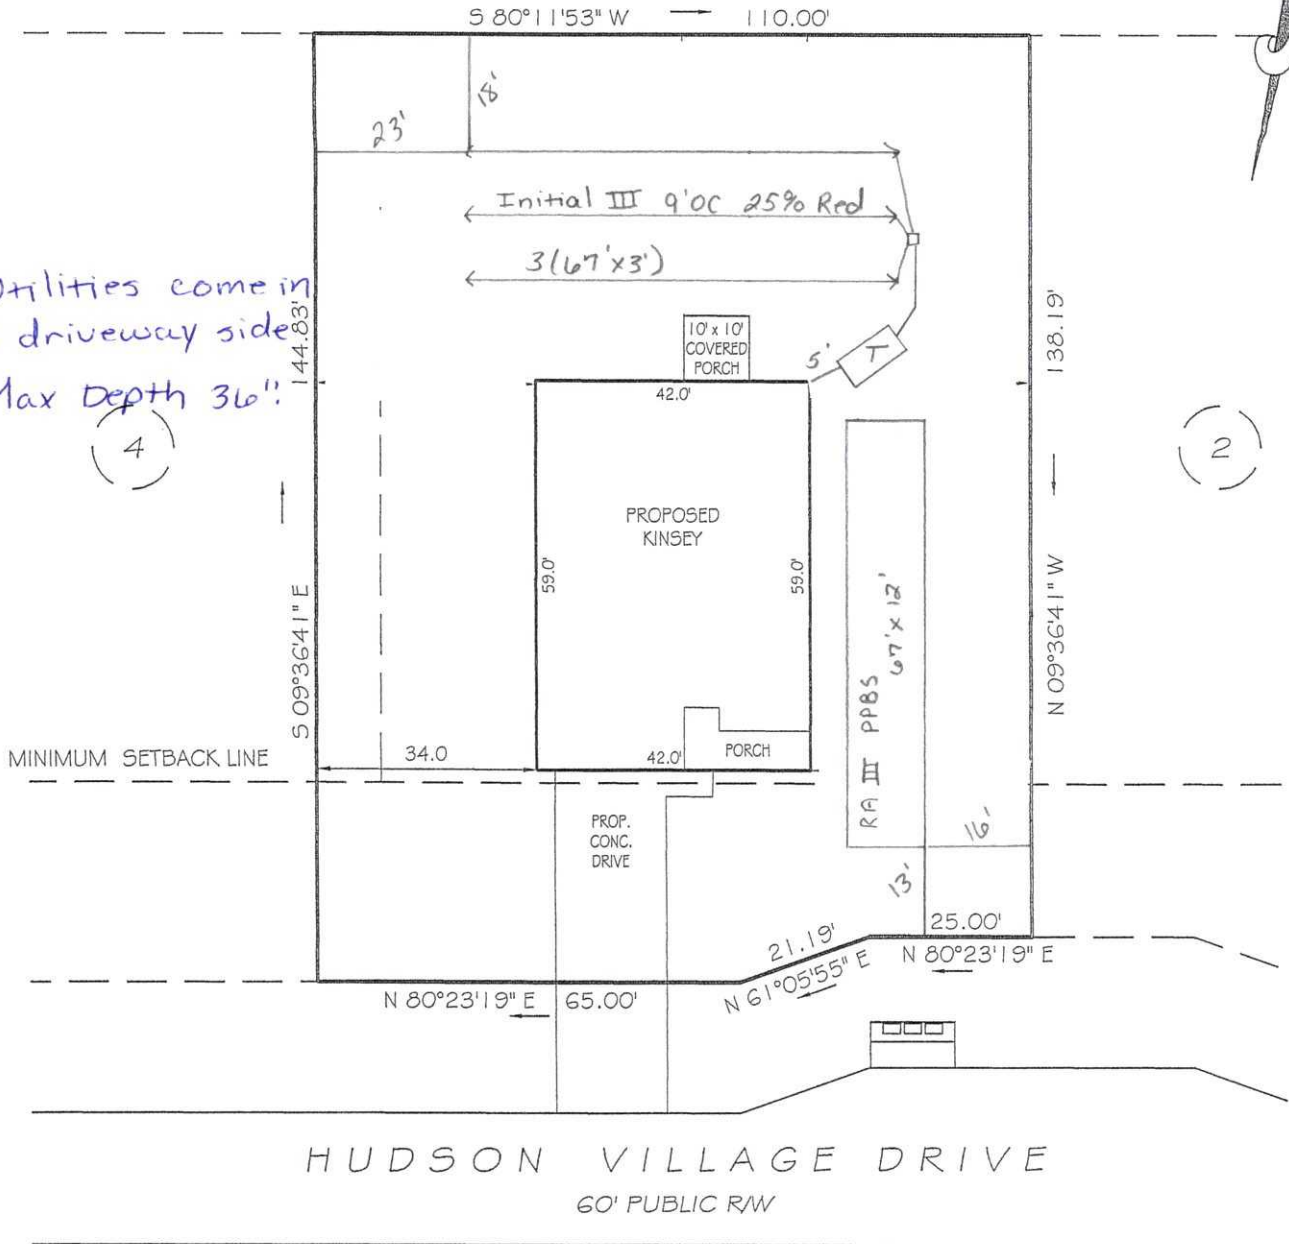 S 80°11'53" W 110.00'
18'
23'
Initial III 9'OC 25% Red
3(67'x3')
Utilities come in
driveway side
Max Depth 36".
144.83'
138.19'
10' x 10'
COVERED
PORCH
5'
T
42.0'
4
2
PROPOSED
KINSEY
59.0'
59.0'
S 09°36'41" E
N 09°36'41" W
RA III PPBS
67'x12'
MINIMUM SETBACK LINE
34.0
42.0'
PORCH
PROP.
CONC.
DRIVE
16'
13'
25.00'
N 80°23'19" E
21.19'
N 61°05'55" E
N 80°23'19" E 65.00'
HUDSON VILLAGE DRIVE
60' PUBLIC R/W